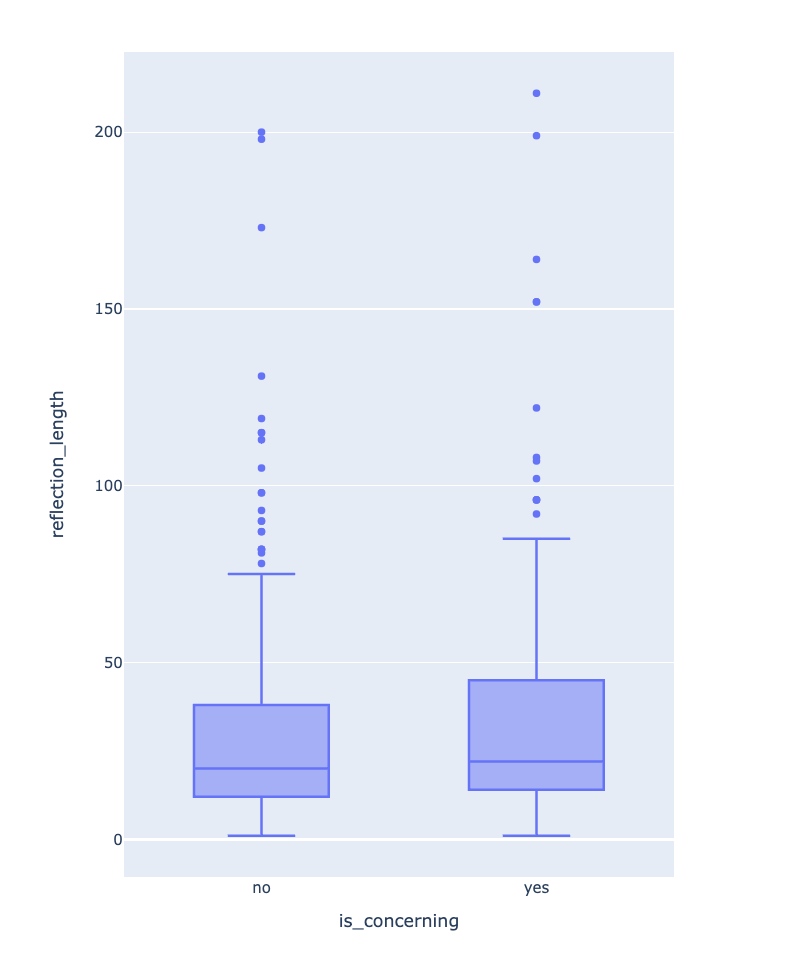 200
150
100
50
0
reflection_length
no
yes
is_concerning